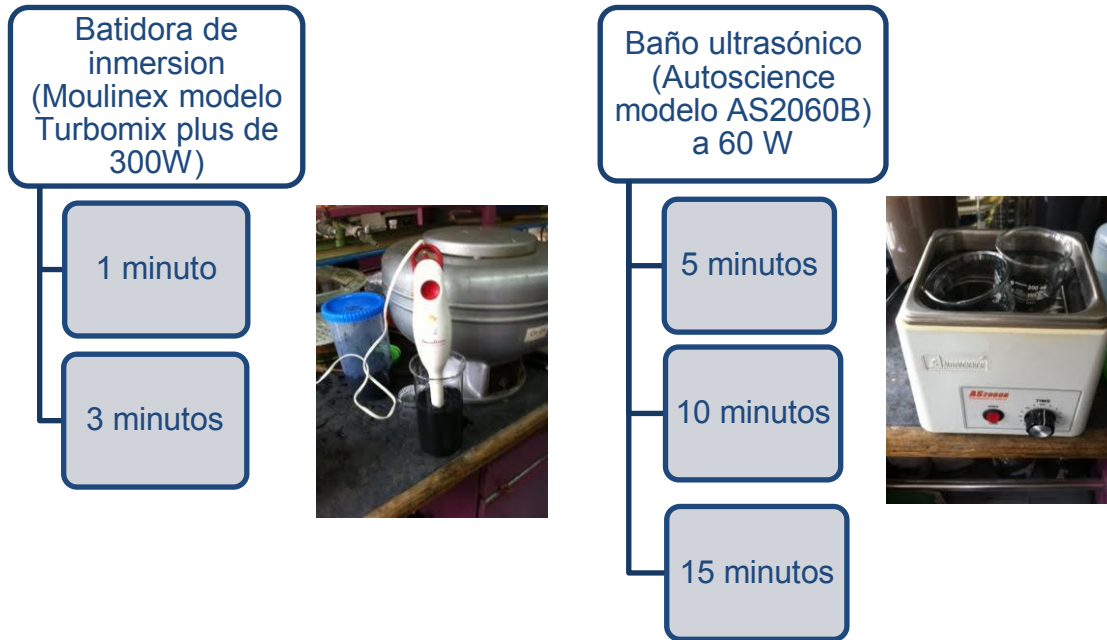 Batidora de
inmersion
(Moulinex modelo
Turbomix plus de
300W)
1 minuto
3 minutos
Baño ultrasónico
(Autoscience
modelo AS2060B)
a 60 W
5 minutos
10 minutos
15 minutos
AS2060B
TIME